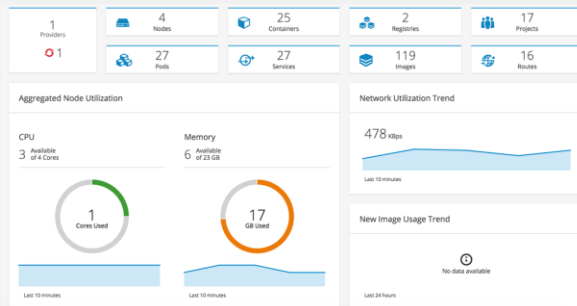 1
Providers
1
4
Nodes
25
Containers
2
Registries
17
Projects
27
Pods
27
Services
119
Images
16
Routes
Aggregated Node Utilization
CPU
3 Available
of 4 Cores
1
Cores Used
Last 10 minutes
Memory
6 Available
of 23 GB
17
GB Used
Last 10 minutes
Network Utilization Trend
478 KBps
Last 10 minutes
New Image Usage Trend
No data available
Last 24 hours